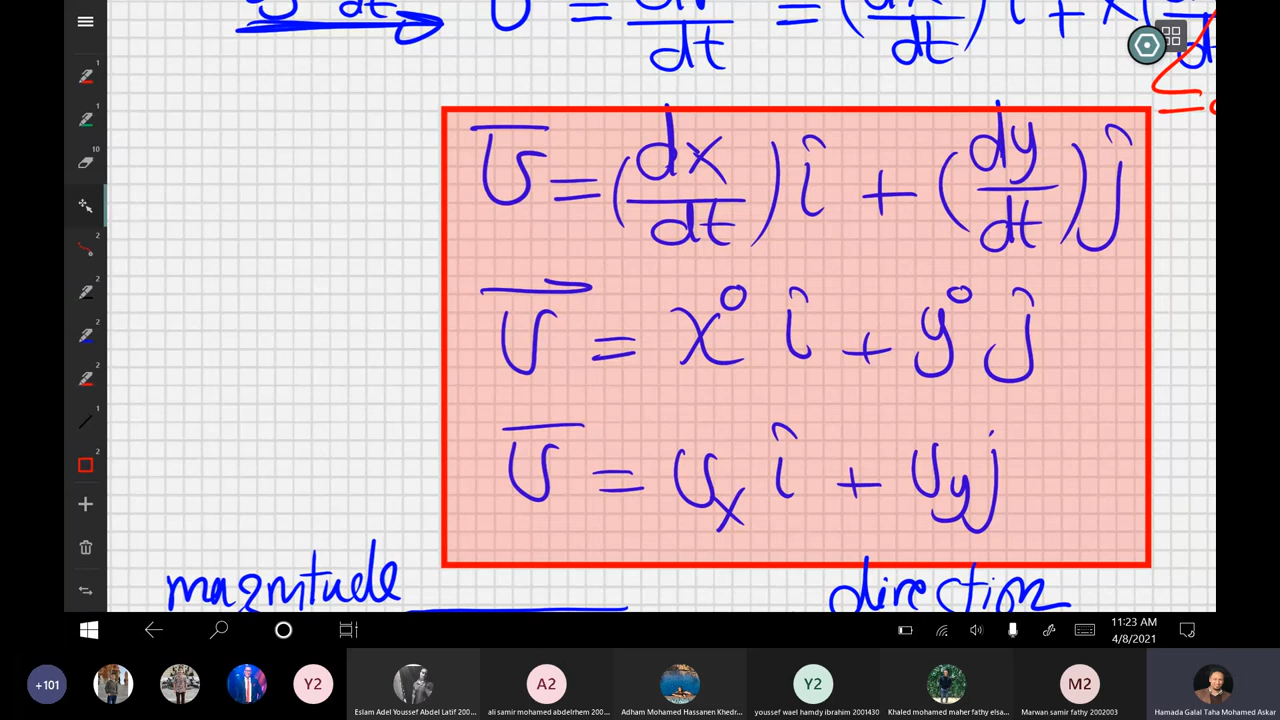 dt
dt = ( dt ) i + x
= 0
v = (dx/dt) î + (dy/dt) ĵ
v = x° î + y° ĵ
v = vx î + vy j
magnitude direction
11:23 AM
4/8/2021
+101 Y2 A2 Y2 M2
Eslam Adel Youssef Abdel Latif 200... ali samir mohamed abdelrhem 200... Adham Mohamed Hassanen Khedr... youssef wael hamdy ibrahim 2001430 Khaled mohamed maher fathy elsa... Marwan samir fathy 2002003 Hamada Galal Taha Mohamed Askar